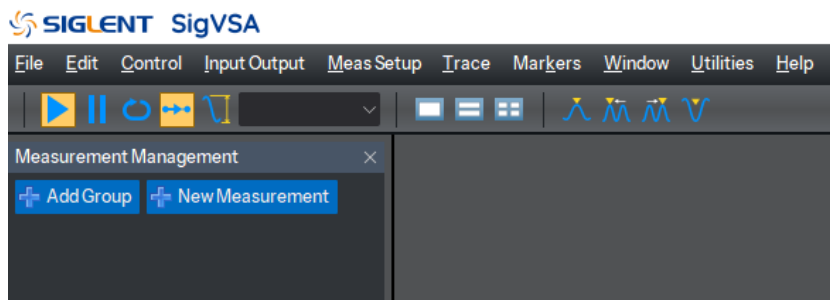 SIGLENT SigVSA
File Edit Control Input Output Meas Setup Trace Markers Window Utilities Help
Measurement Management
Add Group New Measurement